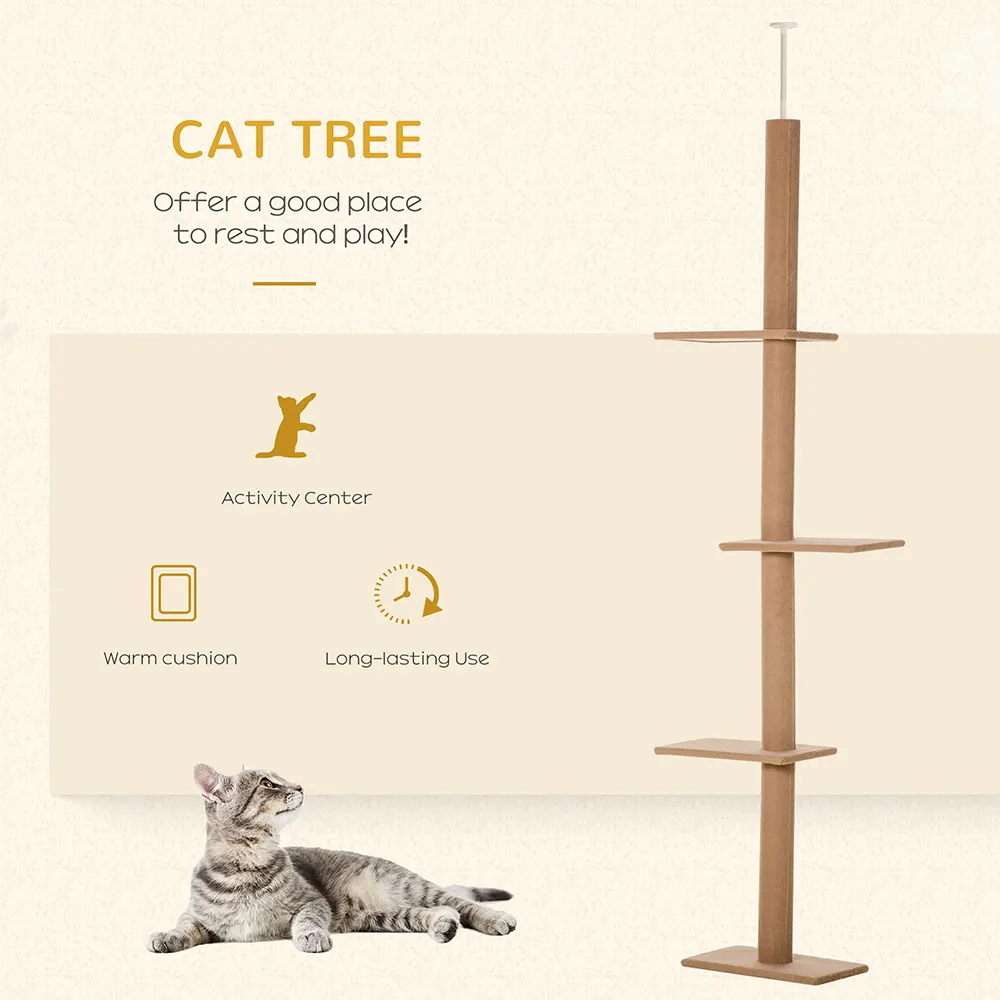 CAT TREE
Offer a good place
to rest and play!
Activity Center
Warm cushion
Long-lasting Use